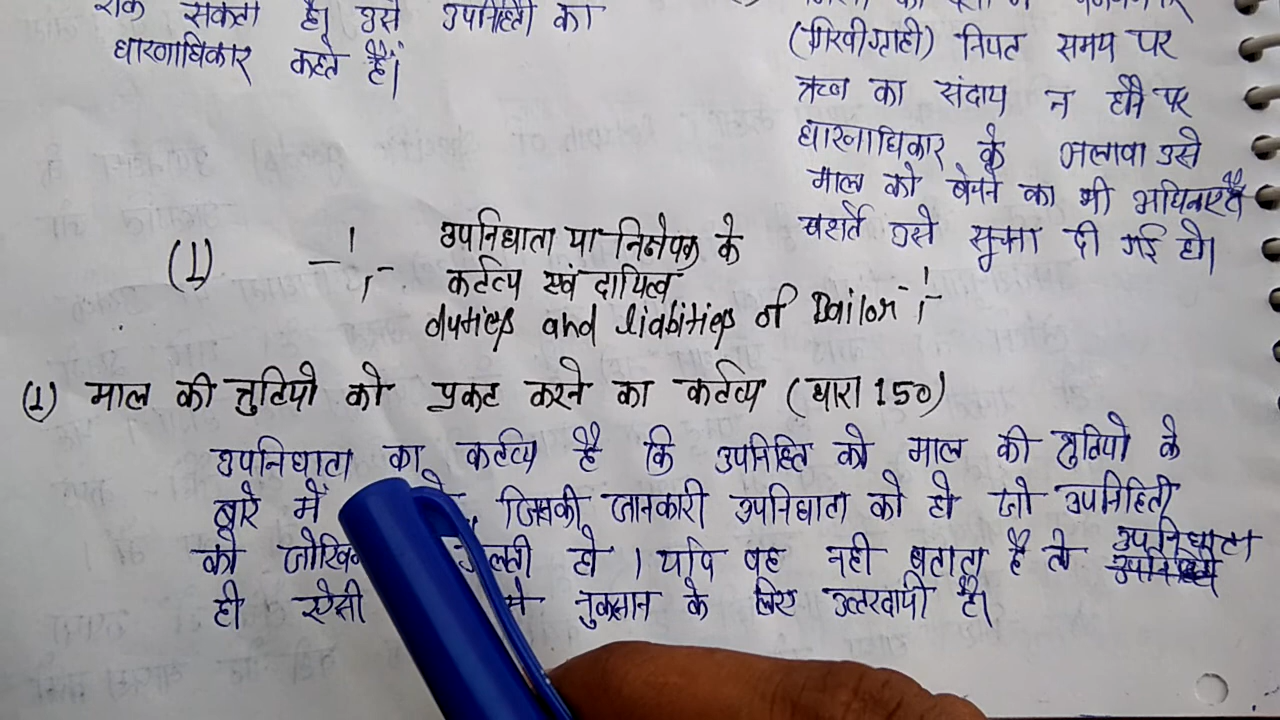 सकता है। उसे उपनिहिती का
धारणाधिकार कहते हैं।
(गिरवीग्राही) नियत समय पर
ऋण का संदाय न होने पर
धारणाधिकार के अलावा उसे
माल को बेचने का भी अधिकार है
बशर्ते उसे सूचना दी गई हो।
(1) उपनिधाता या निक्षेपक के
कर्तव्य एवं दायित्व
duties and liabilities of Bailor
(1) माल की त्रुटियो को प्रकट करने का कर्तव्य (धारा 150)
उपनिधाता का कर्तव्य है कि उपनिहिति को माल की त्रुटियो के
बारे में जिसकी जानकारी उपनिधाता को हो जो उपनिहिती
को हो । यदि वह नही बताता है तो उपनिधाता
ही ऐसी नुकसान के लिए उत्तरदायी है।